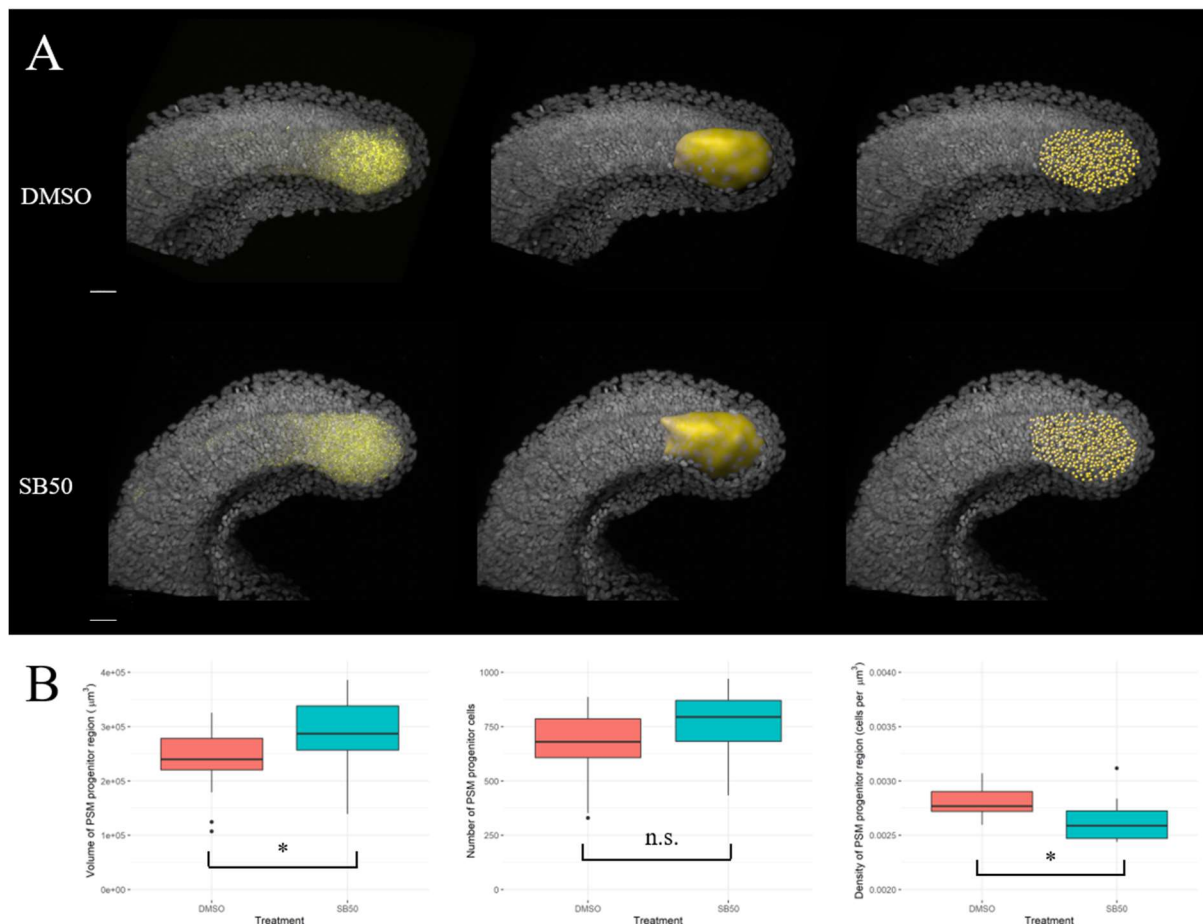 A
DMSO
SB50
B
Volume of PSM progenitor region ( μm³)
4e+05
3e+05
2e+05
1e+05
0e+00
*
DMSO
SB50
Treatment
Number of PSM progenitor cells
1000
750
500
250
0
n.s.
DMSO
SB50
Treatment
Density of PSM progenitor region (cells per μm³)
0.0040
0.0035
0.0030
0.0025
0.0020
*
DMSO
SB50
Treatment